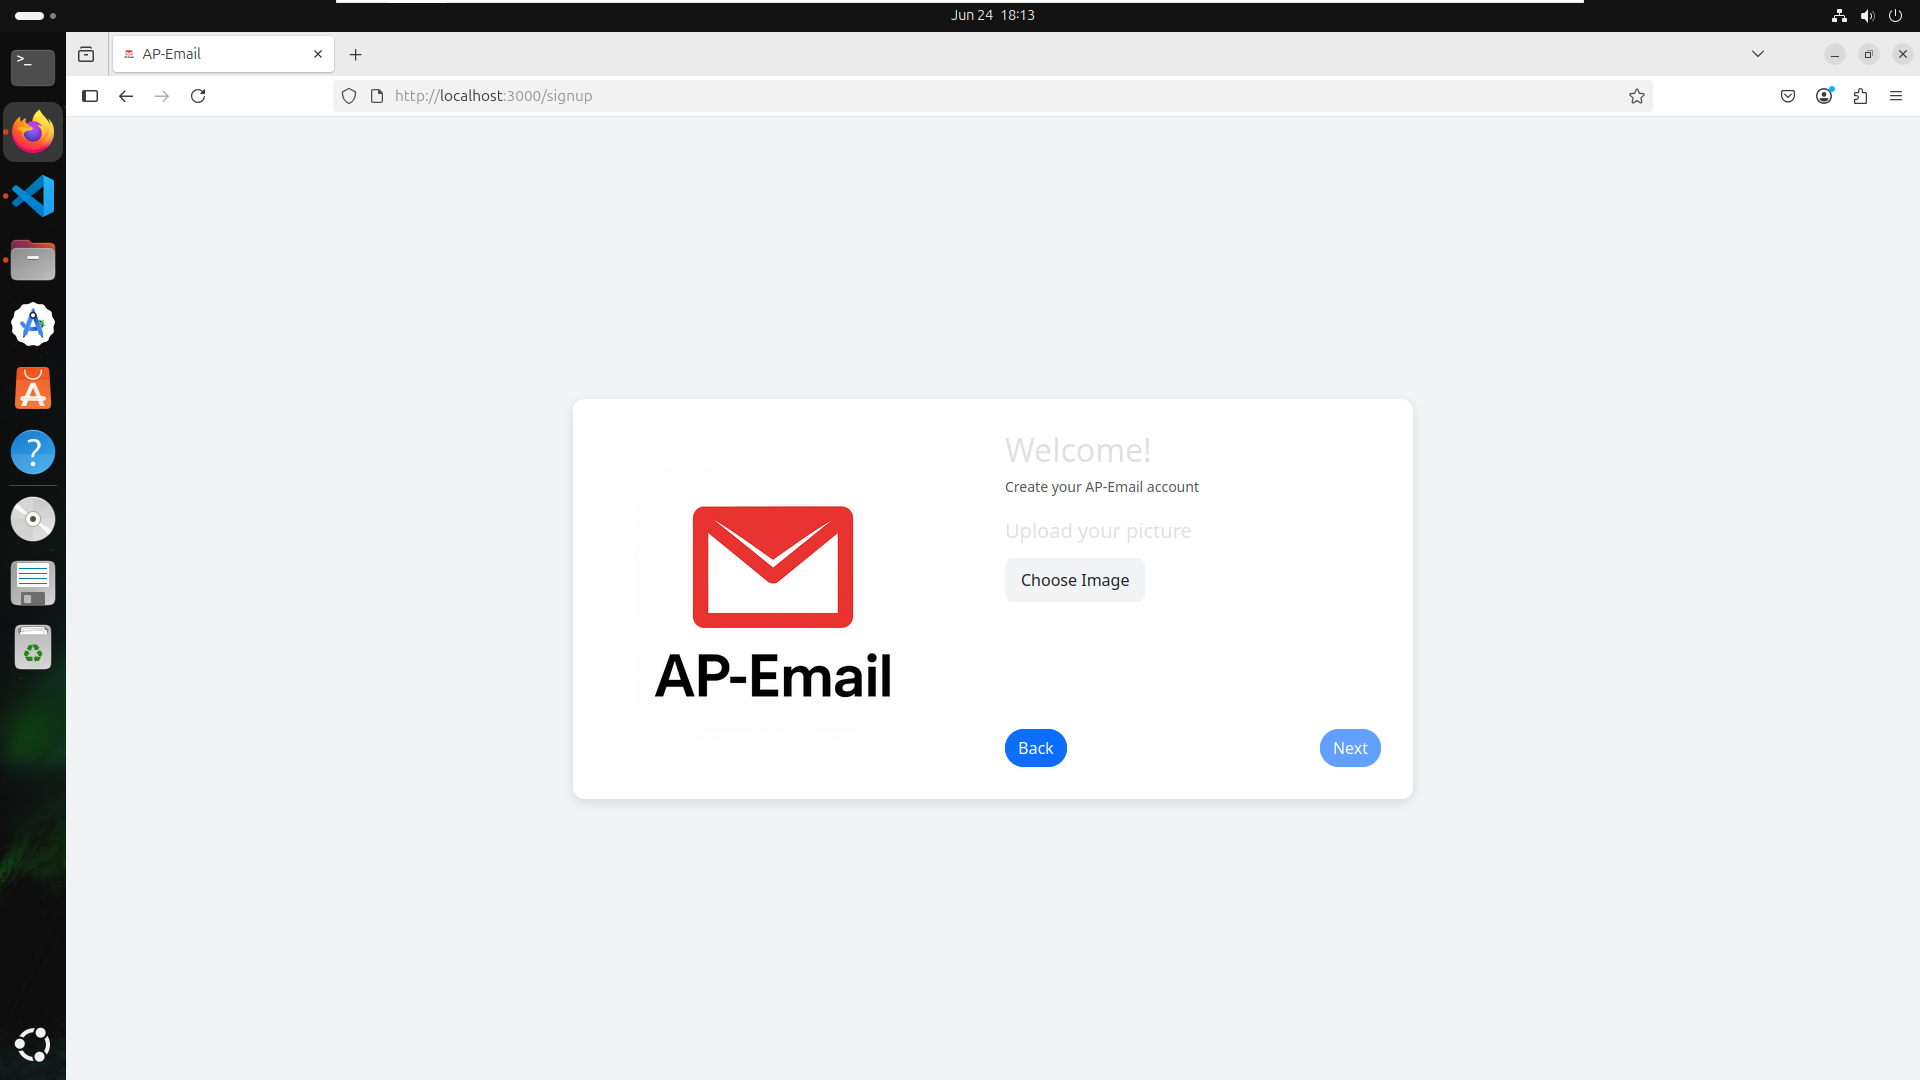 Jun 24 18:13
AP-Email
http://localhost:3000/signup
Welcome!
Create your AP-Email account
Upload your picture
Choose Image
AP-Email
Back
Next